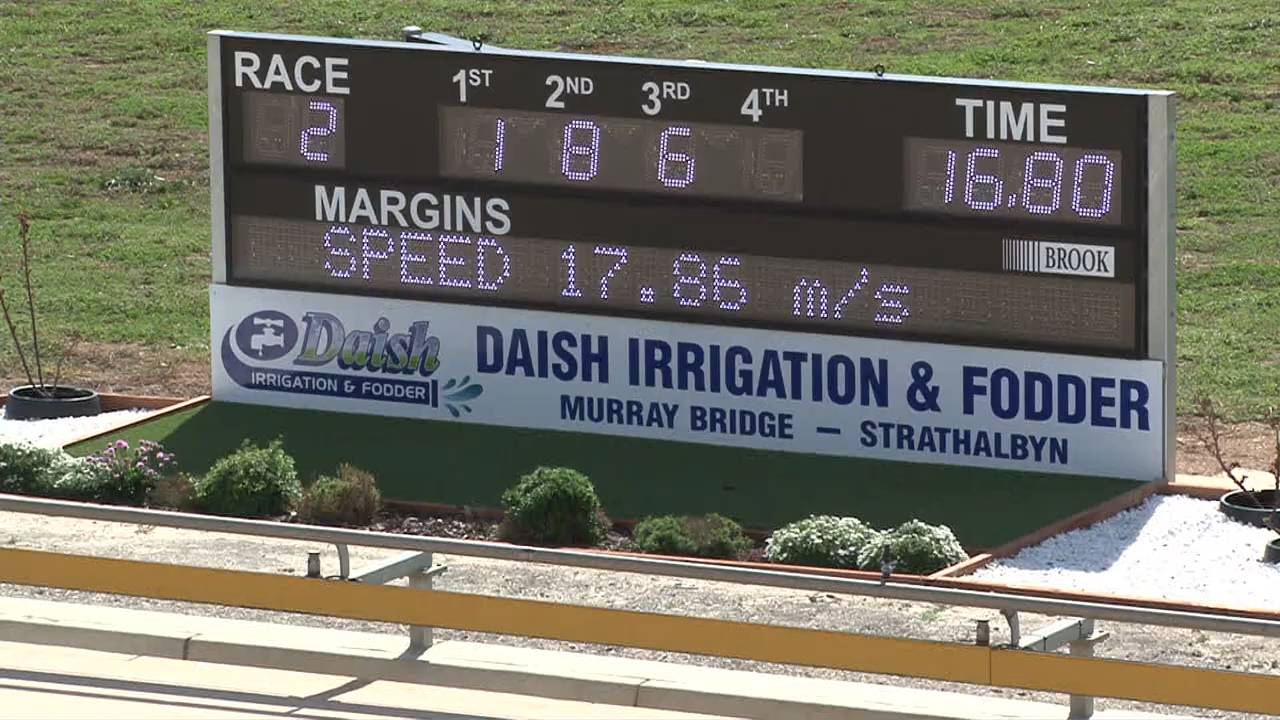 RACE 1ST 2ND 3RD 4TH TIME
2 1 8 6 16.80
MARGINS
BROOK
SPEED 17.86 m/s
Daish
IRRIGATION & FODDER
DAISH IRRIGATION & FODDER
MURRAY BRIDGE – STRATHALBYN